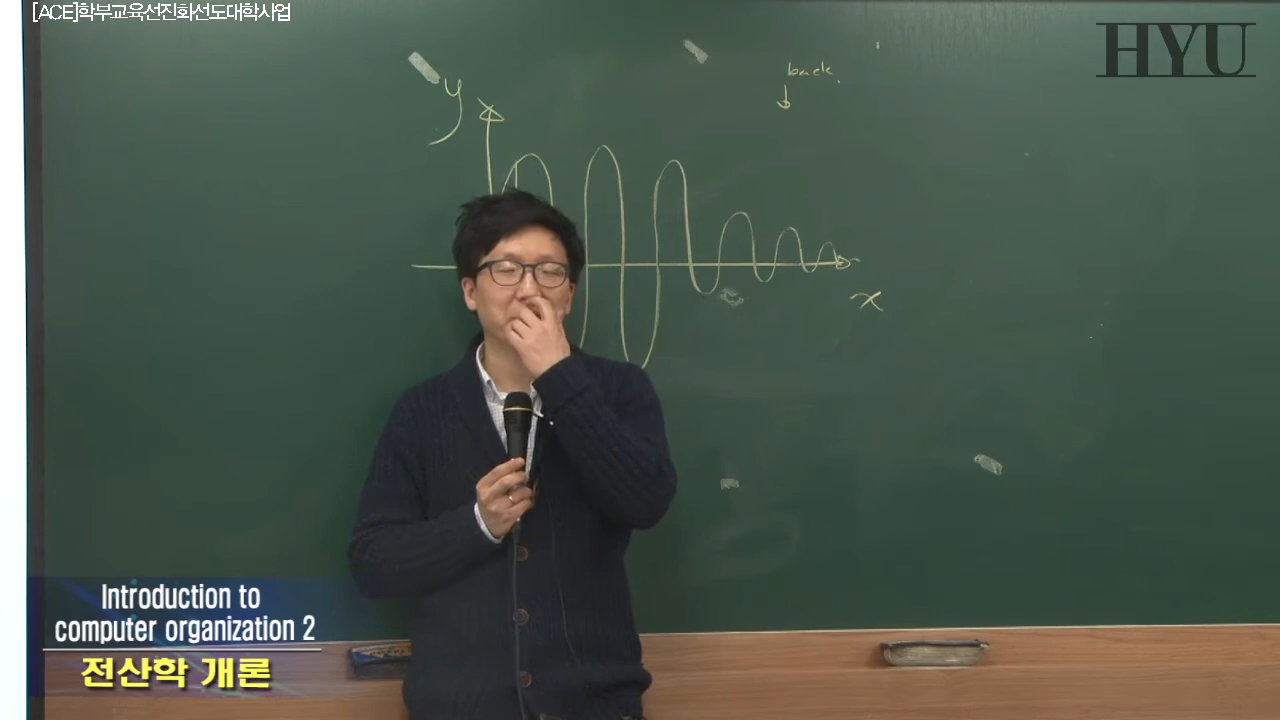 [ACE]학부교육선진화선도대학사업
HYU
back.
y
x
Introduction to
computer organization 2
전산학 개론